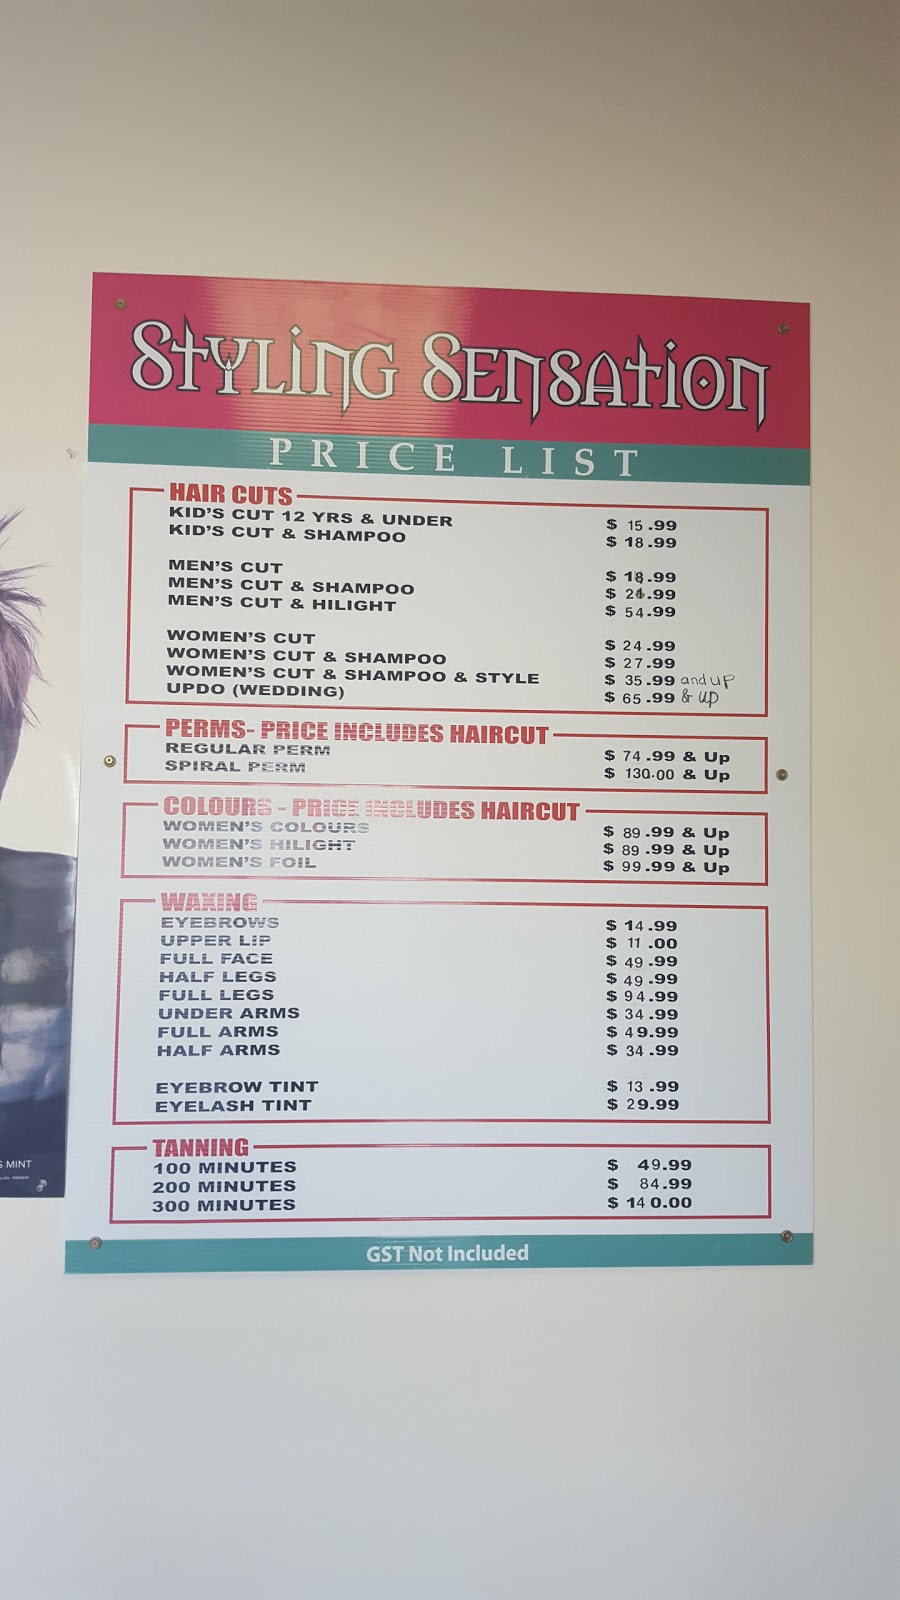 Styling Sensation
PRICE LIST
HAIR CUTS
KID'S CUT 12 YRS & UNDER $ 15.99
KID'S CUT & SHAMPOO $ 18.99
MEN'S CUT $ 18.99
MEN'S CUT & SHAMPOO
MEN'S CUT & HILIGHT $ 54.99
WOMEN'S CUT $ 24.99
WOMEN'S CUT & SHAMPOO $ 27.99
WOMEN'S CUT & SHAMPOO & STYLE $ 35.99 and up
UPDO (WEDDING) $ 65.99 & up
PERMS- PRICE INCLUDES HAIRCUT
REGULAR PERM $ 74.99 & Up
SPIRAL PERM $ 130.00 & Up
COLOURS - PRICE INCLUDES HAIRCUT
WOMEN'S COLOURS $ 89.99 & Up
WOMEN'S HILIGHT $ 89.99 & Up
WOMEN'S FOIL $ 99.99 & Up
WAXING
EYEBROWS $ 14.99
UPPER LIP $ 11.00
FULL FACE $ 49.99
HALF LEGS $ 49.99
FULL LEGS $ 94.99
UNDER ARMS $ 34.99
FULL ARMS $ 49.99
HALF ARMS $ 34.99
EYEBROW TINT $ 13.99
EYELASH TINT $ 29.99
TANNING
100 MINUTES $ 49.99
200 MINUTES $ 84.99
300 MINUTES $ 140.00
GST Not Included
S MINT